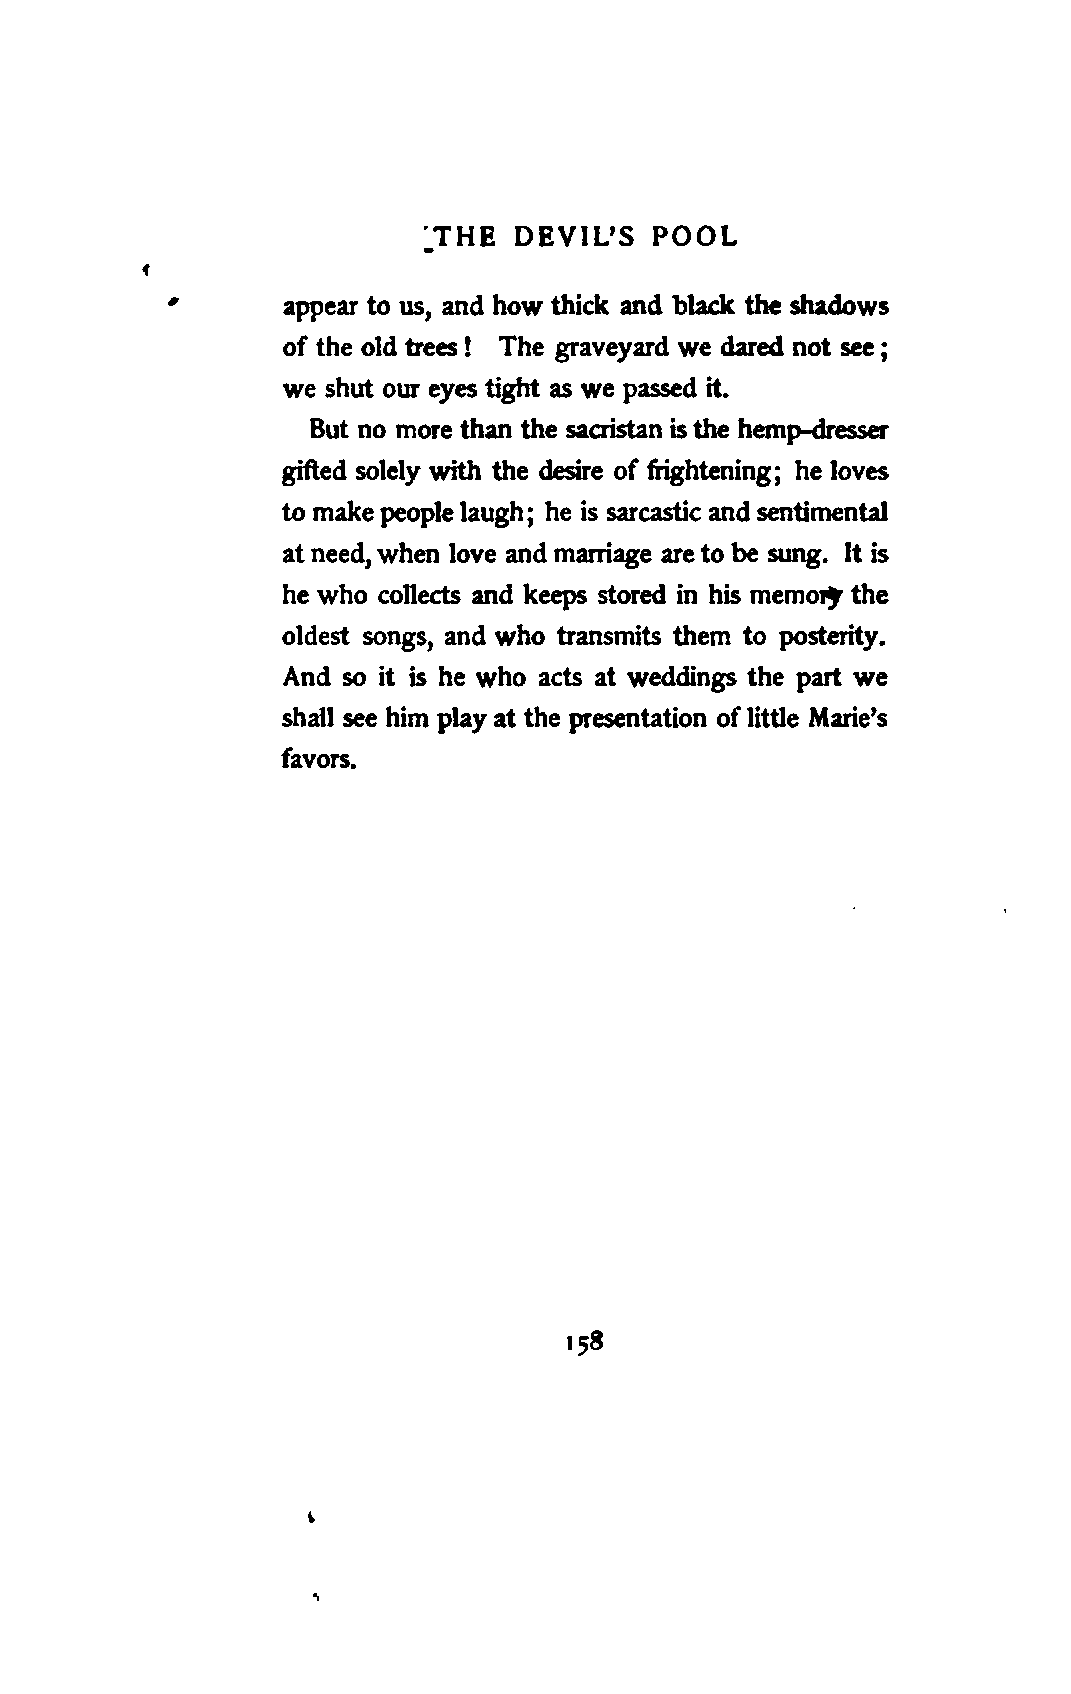 THE DEVIL'S POOL
appear to us, and how thick and black the shadows
of the old trees! The graveyard we dared not see;
we shut our eyes tight as we passed it.
But no more than the sacristan is the hemp-dresser
gifted solely with the desire of frightening; he loves
to make people laugh; he is sarcastic and sentimental
at need, when love and marriage are to be sung. It is
he who collects and keeps stored in his memory the
oldest songs, and who transmits them to posterity.
And so it is he who acts at weddings the part we
shall see him play at the presentation of little Marie's
favors.
158